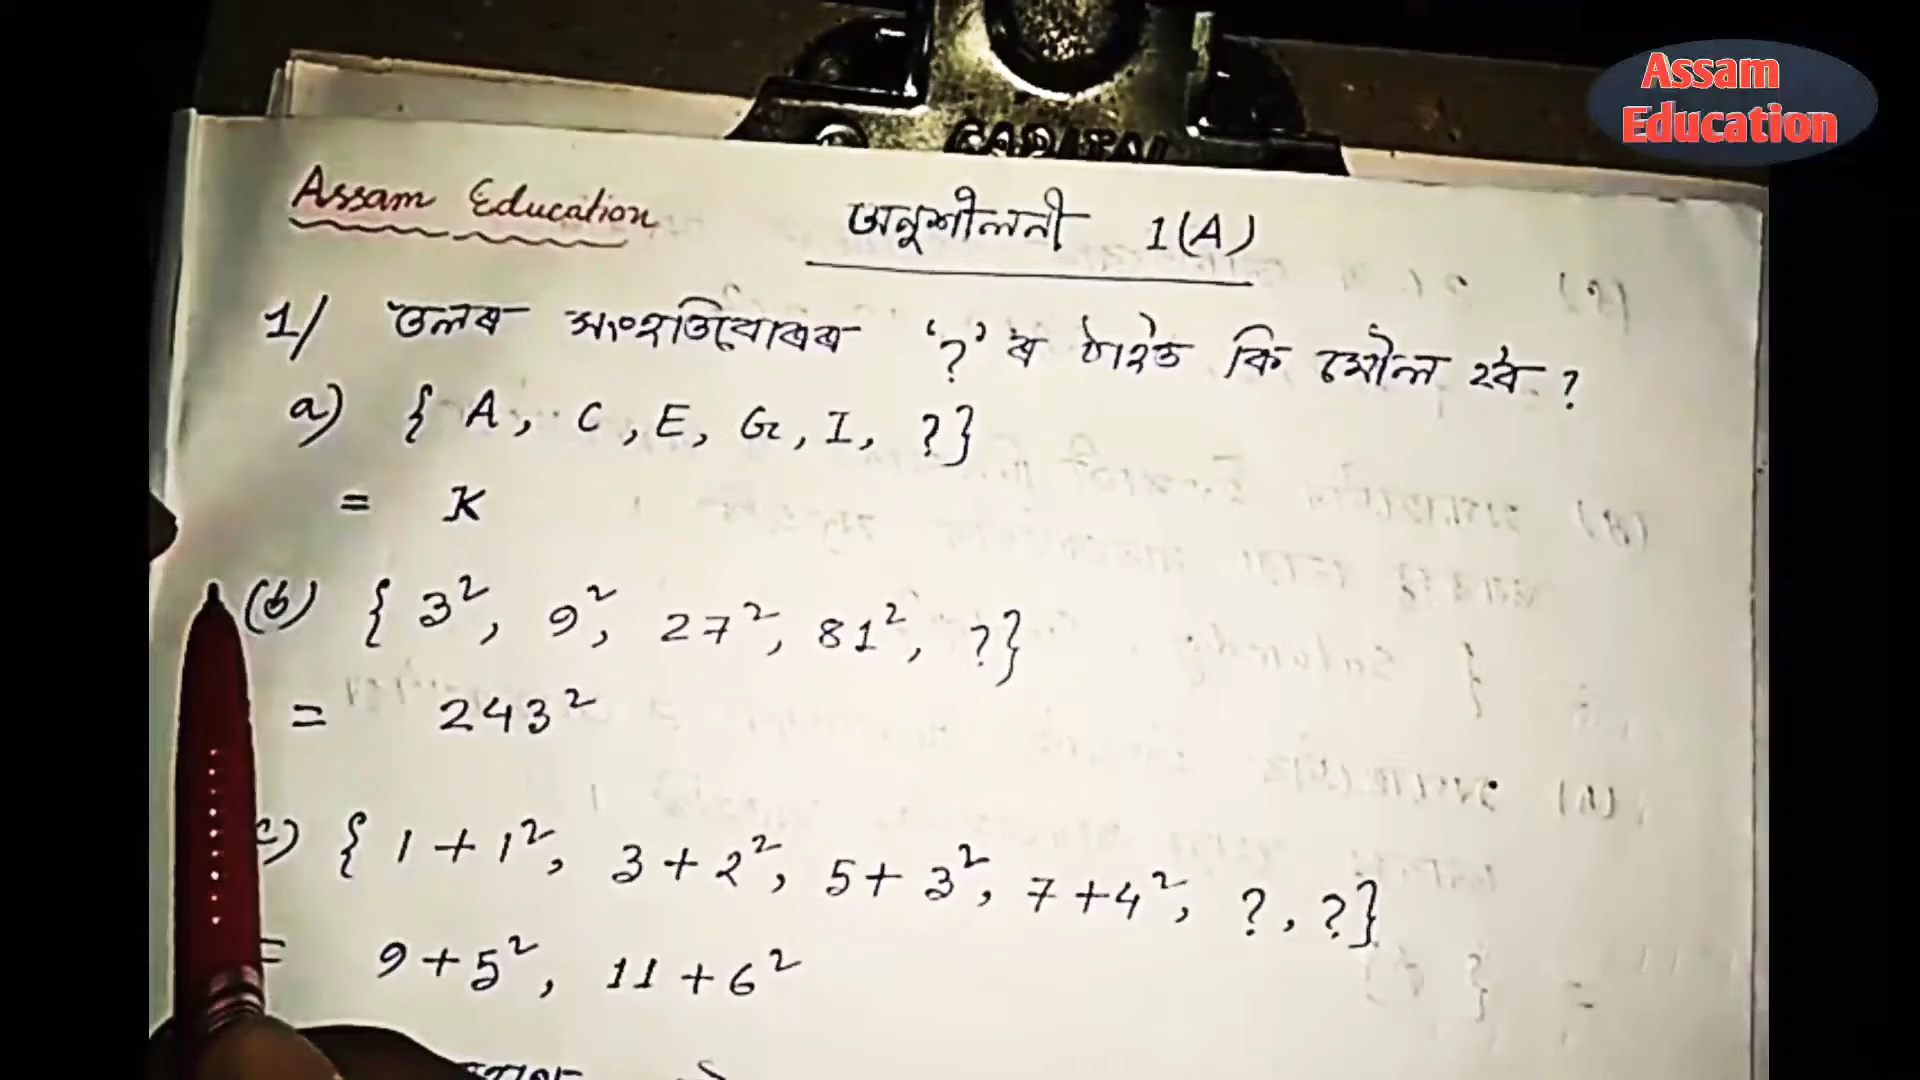 Assam
Education
Assam Education
অনুশীলনী 1(A)
1/ তলৰ সংহতিবোৰৰ ‘?’ ৰ ঠাইত কি মৌল হব ?
a) { A, C, E, G, I, ?}
= K
(b) { 3², 9², 27², 81², ?}
= 243²
c) { 1+1², 3+2², 5+3², 7+4², ?, ?}
= 9+5², 11+6²